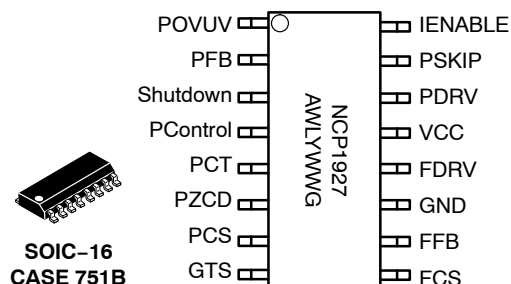 POVUV
PFB
Shutdown
PControl
PCT
PZCD
PCS
GTS
NCP1927
AWLYWWG
IENABLE
PSKIP
PDRV
VCC
FDRV
GND
FFB
FCS
SOIC−16
CASE 751B